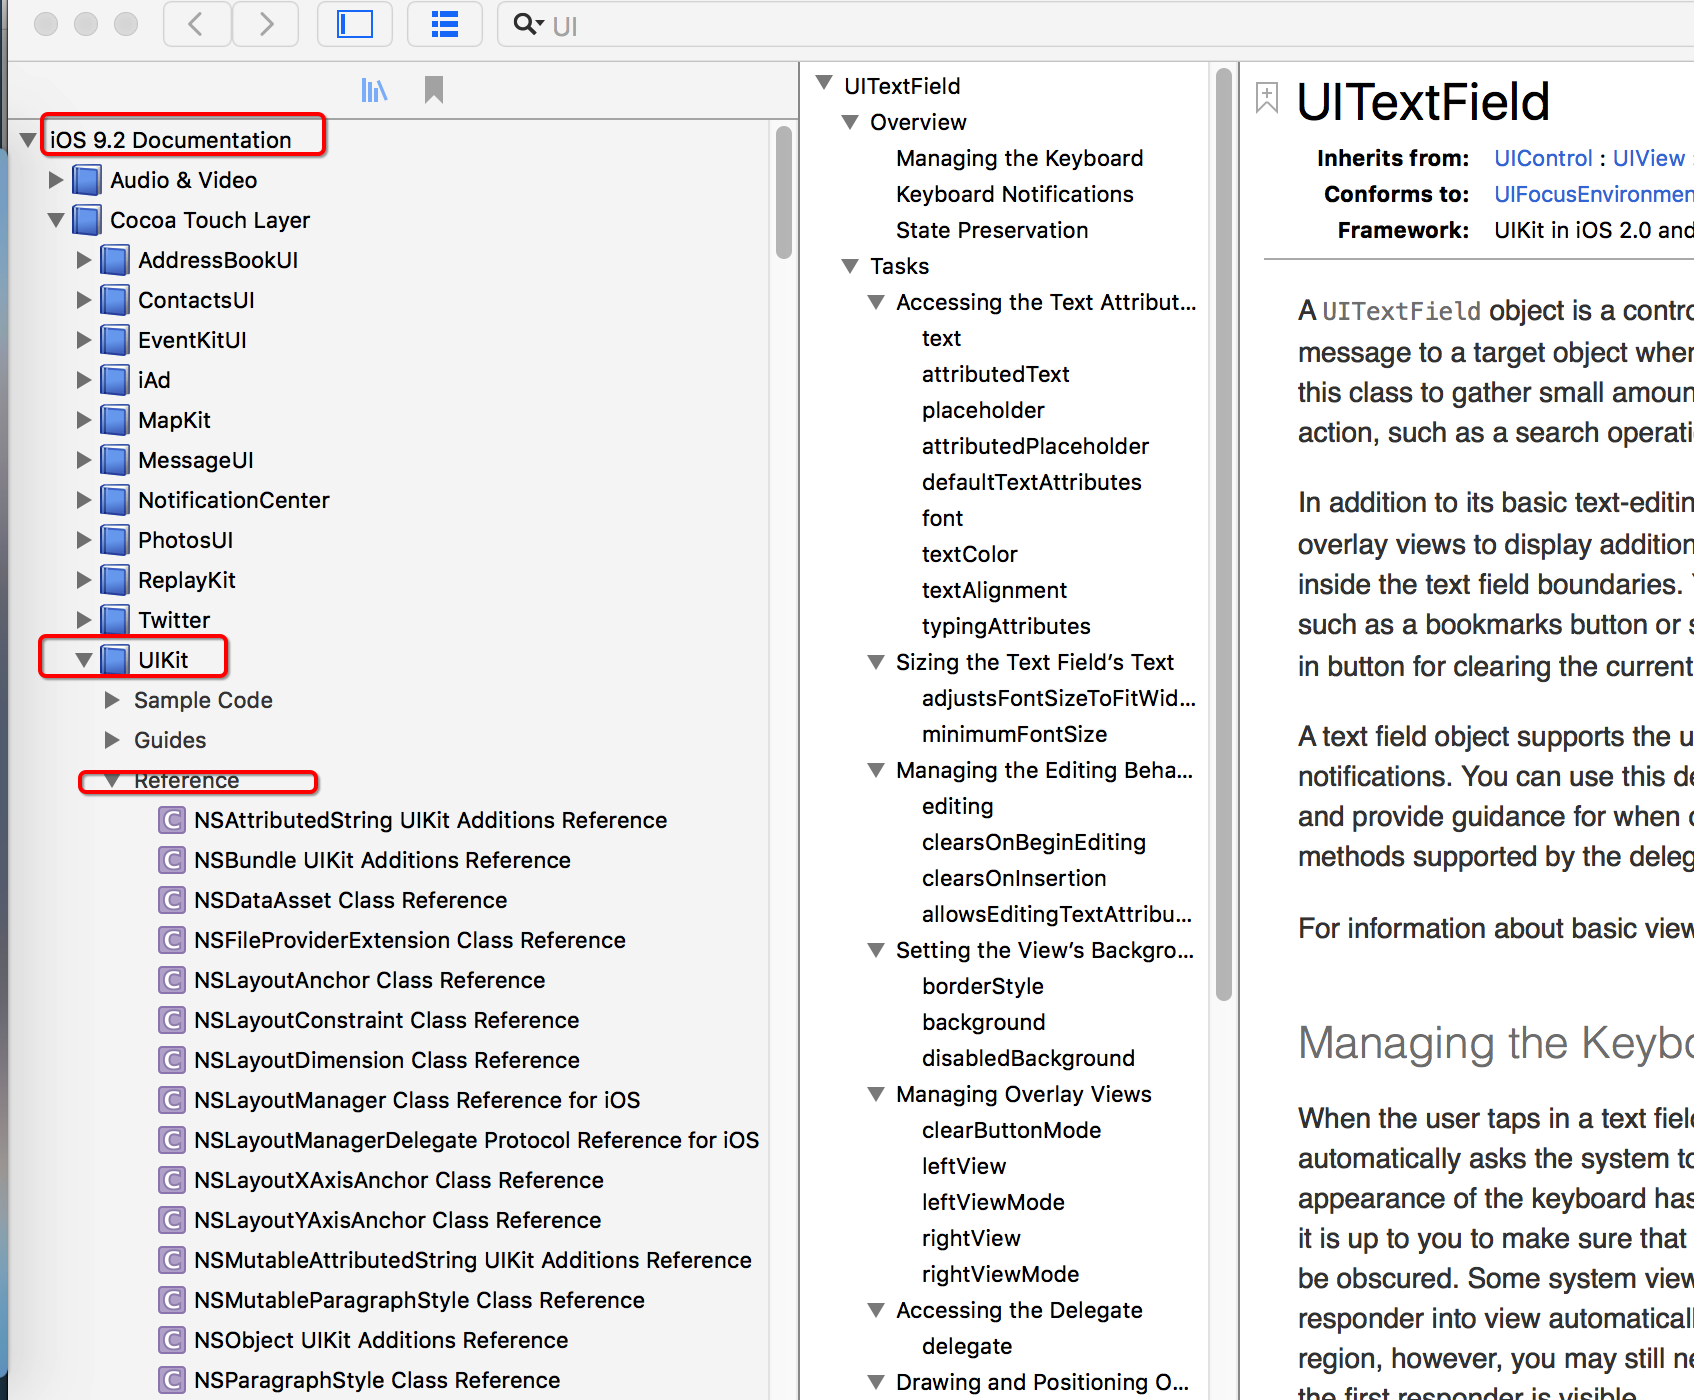 UI
iOS 9.2 Documentation
Audio & Video
Cocoa Touch Layer
AddressBookUI
ContactsUI
EventKitUI
iAd
MapKit
MessageUI
NotificationCenter
PhotosUI
ReplayKit
Twitter
UIKit
Sample Code
Guides
Reference
C NSAttributedString UIKit Additions Reference
C NSBundle UIKit Additions Reference
C NSDataAsset Class Reference
C NSFileProviderExtension Class Reference
C NSLayoutAnchor Class Reference
C NSLayoutConstraint Class Reference
C NSLayoutDimension Class Reference
C NSLayoutManager Class Reference for iOS
C NSLayoutManagerDelegate Protocol Reference for iOS
C NSLayoutXAxisAnchor Class Reference
C NSLayoutYAxisAnchor Class Reference
C NSMutableAttributedString UIKit Additions Reference
C NSMutableParagraphStyle Class Reference
C NSObject UIKit Additions Reference
C NSParagraphStyle Class Reference
UITextField
Overview
Managing the Keyboard
Keyboard Notifications
State Preservation
Tasks
Accessing the Text Attribut...
text
attributedText
placeholder
attributedPlaceholder
defaultTextAttributes
font
textColor
textAlignment
typingAttributes
Sizing the Text Field’s Text
adjustsFontSizeToFitWid...
minimumFontSize
Managing the Editing Beha...
editing
clearsOnBeginEditing
clearsOnInsertion
allowsEditingTextAttribu...
Setting the View’s Backgro...
borderStyle
background
disabledBackground
Managing Overlay Views
clearButtonMode
leftView
leftViewMode
rightView
rightViewMode
Accessing the Delegate
delegate
Drawing and Positioning O...
UITextField
Inherits from: UIControl : UIView :
Conforms to: UIFocusEnvironmen
Framework: UIKit in iOS 2.0 and
A UITextField object is a contro
message to a target object wher
this class to gather small amoun
action, such as a search operati
In addition to its basic text-editin
overlay views to display addition
inside the text field boundaries.
such as a bookmarks button or s
in button for clearing the current
A text field object supports the u
notifications. You can use this de
and provide guidance for when
methods supported by the deleg
For information about basic view
Managing the Keybo
When the user taps in a text field
automatically asks the system to
appearance of the keyboard has
it is up to you to make sure that
be obscured. Some system view
responder into view automaticall
region, however, you may still ne
the first responder is visible